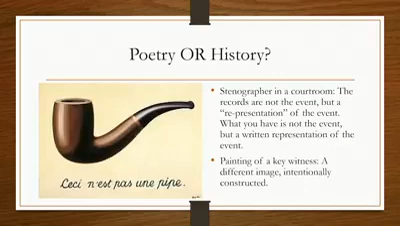 Poetry OR History?
• Stenographer in a courtroom: The
records are not the event, but a
“re-presentation” of the event.
What you have is not the event,
but a written representation of the
event.
• Painting of a key witness: A
different image, intentionally
constructed.
Ceci n'est pas une pipe.